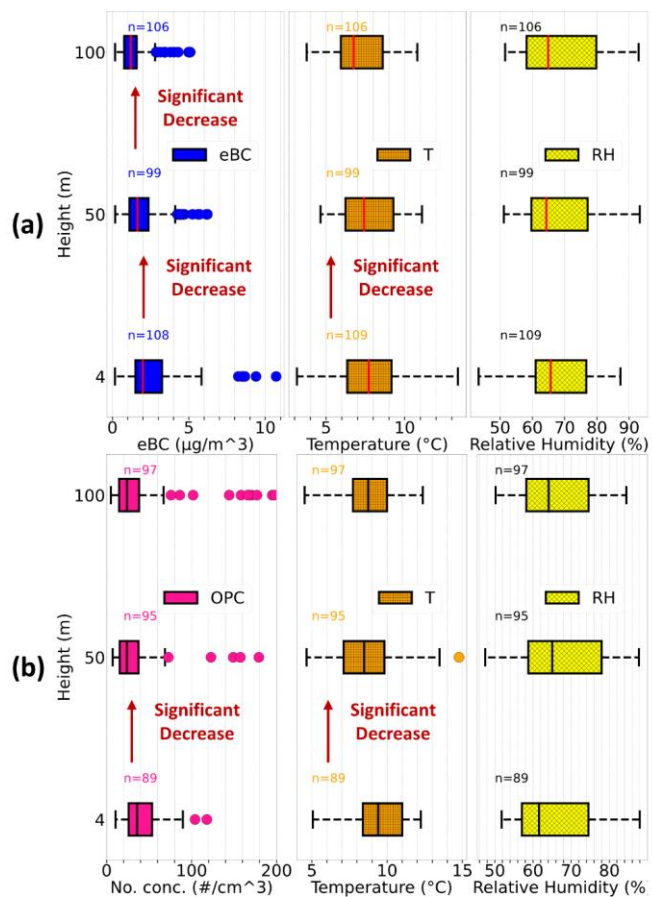 n=106 n=106 n=106
100
Significant
Decrease
eBC T RH
n=99 n=99 n=99
(a)
Height (m)
50
Significant Significant
Decrease Decrease
n=108 n=109 n=109
4
0 5 10 5 10 50 60 70 80 90
eBC (μg/m^3) Temperature (°C) Relative Humidity (%)
n=97 n=97 n=97
100
OPC T RH
n=95 n=95 n=95
(b)
Height (m)
50
Significant Significant
Decrease Decrease
n=89 n=89 n=89
4
0 100 200 5 10 15 50 60 70 80
No. conc. (#/cm^3) Temperature (°C) Relative Humidity (%